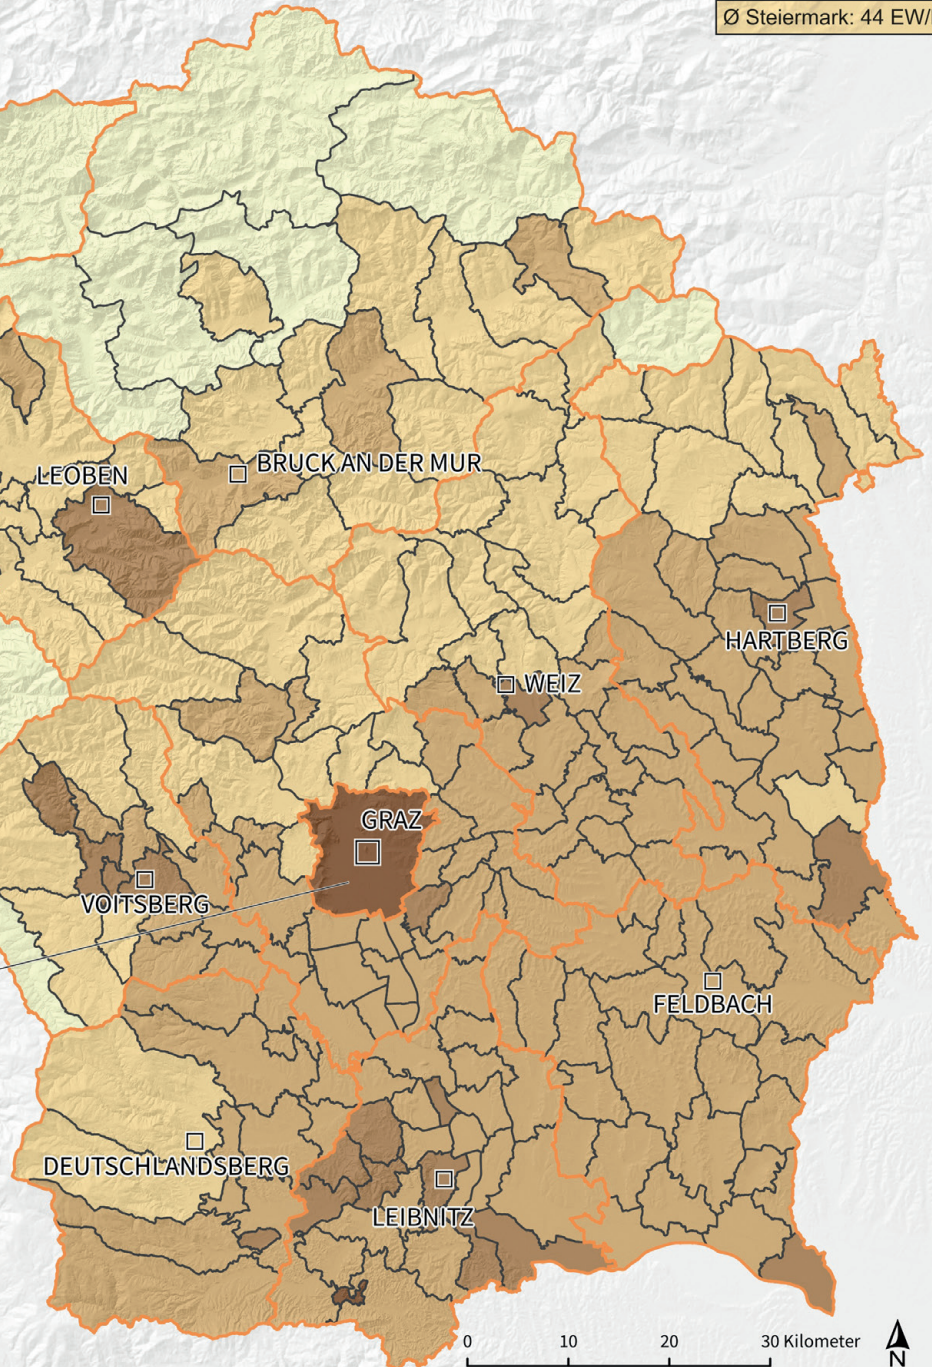 Ø Steiermark: 44 EW/
LEOBEN
BRUCK AN DER MUR
HARTBERG
WEIZ
GRAZ
VOITSBERG
FELDBACH
DEUTSCHLANDSBERG
LEIBNITZ
0 10 20 30 Kilometer
N